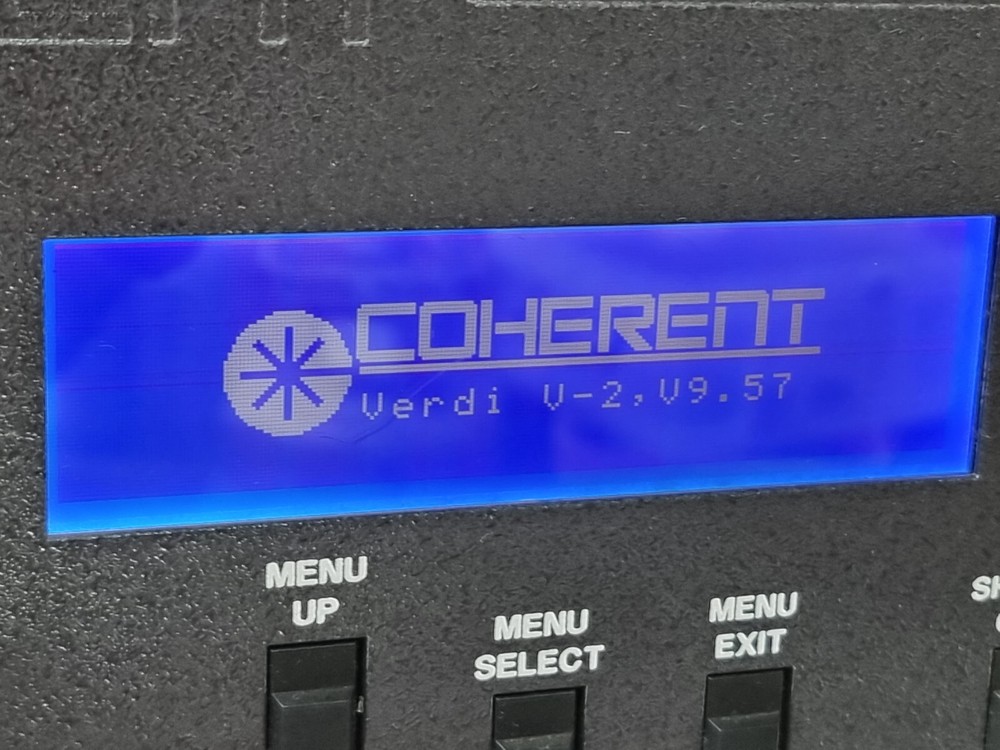 COHERENT
Verdi V-2,V9.57
MENU
UP
MENU
SELECT
MENU
EXIT